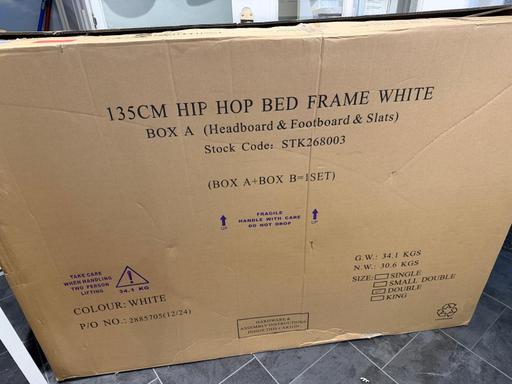 135CM HIP HOP BED FRAME WHITE
BOX A (Headboard & Footboard & Slats)
Stock Code: STK268003
(BOX A+BOX B=1SET)
UP
FRAGILE
HANDLE WITH CARE
DO NOT DROP
UP
TAKE CARE
WHEN HANDLING
TWO PERSON
LIFTING
34.1 KG
COLOUR: WHITE
P/O NO.: 2885705(12/24)
G.W.: 34.1 KGS
N.W.: 30.6 KGS
SIZE: SINGLE
SMALL DOUBLE
DOUBLE
KING
HARDWARE &
ASSEMBLY INSTRUCTIONS
INSIDE THIS CARTON